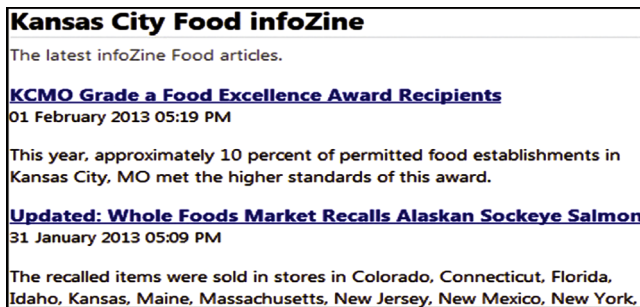 Kansas City Food infoZine
The latest infoZine Food articles.
KCMO Grade a Food Excellence Award Recipients
01 February 2013 05:19 PM
This year, approximately 10 percent of permitted food establishments in
Kansas City, MO met the higher standards of this award.
Updated: Whole Foods Market Recalls Alaskan Sockeye Salmon
31 January 2013 05:09 PM
The recalled items were sold in stores in Colorado, Connecticut, Florida,
Idaho, Kansas, Maine, Massachusetts, New Jersey, New Mexico, New York,